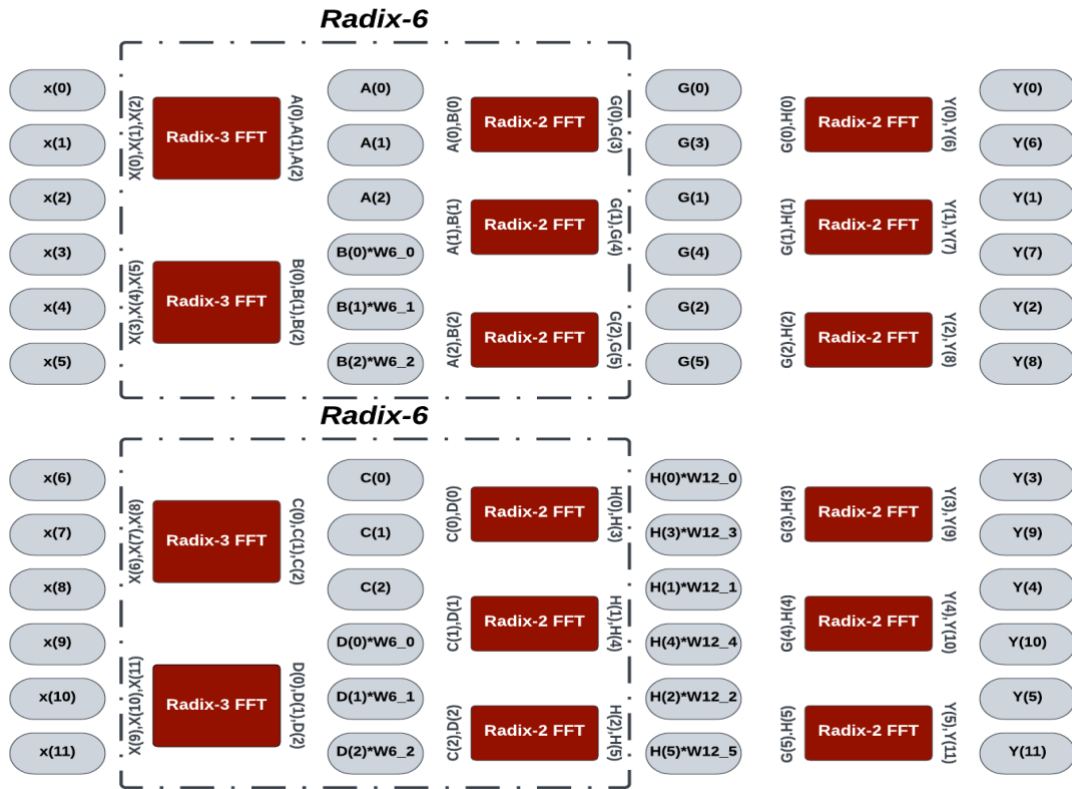 Radix-6
x(0)
x(1)
x(2)
x(3)
x(4)
x(5)
X(0),X(1),X(2)
Radix-3 FFT
A(0),A(1),A(2)
X(3),X(4),X(5)
Radix-3 FFT
B(0),B(1),B(2)
A(0)
A(1)
A(2)
B(0)*W6_0
B(1)*W6_1
B(2)*W6_2
A(0),B(0)
Radix-2 FFT
G(0),G(3)
A(1),B(1)
Radix-2 FFT
G(1),G(4)
A(2),B(2)
Radix-2 FFT
G(2),G(5)
G(0)
G(3)
G(1)
G(4)
G(2)
G(5)
G(0),H(0)
Radix-2 FFT
Y(0),Y(6)
G(1),H(1)
Radix-2 FFT
Y(1),Y(7)
G(2),H(2)
Radix-2 FFT
Y(2),Y(8)
Y(0)
Y(6)
Y(1)
Y(7)
Y(2)
Y(8)
Radix-6
x(6)
x(7)
x(8)
x(9)
x(10)
x(11)
X(6),X(7),X(8)
Radix-3 FFT
C(0),C(1),C(2)
X(9),X(10),X(11)
Radix-3 FFT
D(0),D(1),D(2)
C(0)
C(1)
C(2)
D(0)*W6_0
D(1)*W6_1
D(2)*W6_2
C(0),D(0)
Radix-2 FFT
H(0),H(3)
C(1),D(1)
Radix-2 FFT
H(1),H(4)
C(2),D(2)
Radix-2 FFT
H(2),H(5)
H(0)*W12_0
H(3)*W12_3
H(1)*W12_1
H(4)*W12_4
H(2)*W12_2
H(5)*W12_5
G(3),H(3)
Radix-2 FFT
Y(3),Y(9)
G(4),H(4)
Radix-2 FFT
Y(4),Y(10)
G(5),H(5)
Radix-2 FFT
Y(5),Y(11)
Y(3)
Y(9)
Y(4)
Y(10)
Y(5)
Y(11)